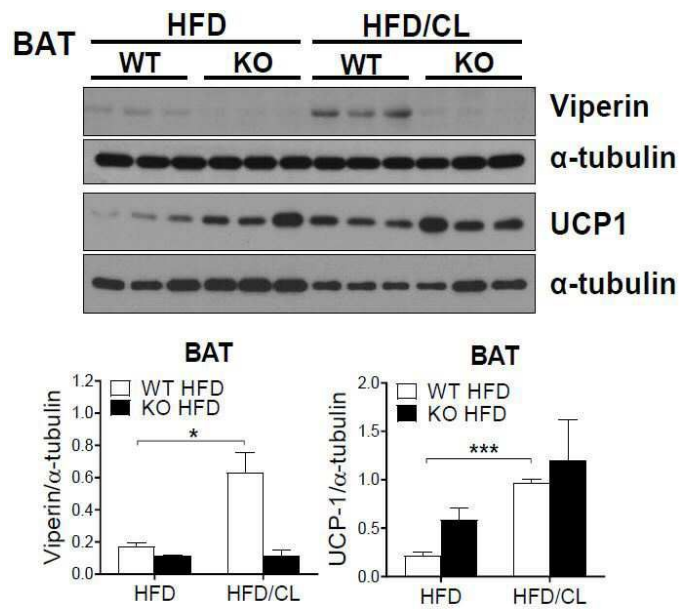 BAT
HFD HFD/CL
WT KO WT KO
Viperin
α-tubulin
UCP1
α-tubulin
BAT
Viperin/α-tubulin
1.2
1.0
0.8
0.6
0.4
0.2
0.0
WT HFD
KO HFD
*
HFD HFD/CL
BAT
UCP-1/α-tubulin
2.0
1.5
1.0
0.5
0.0
WT HFD
KO HFD
***
HFD HFD/CL